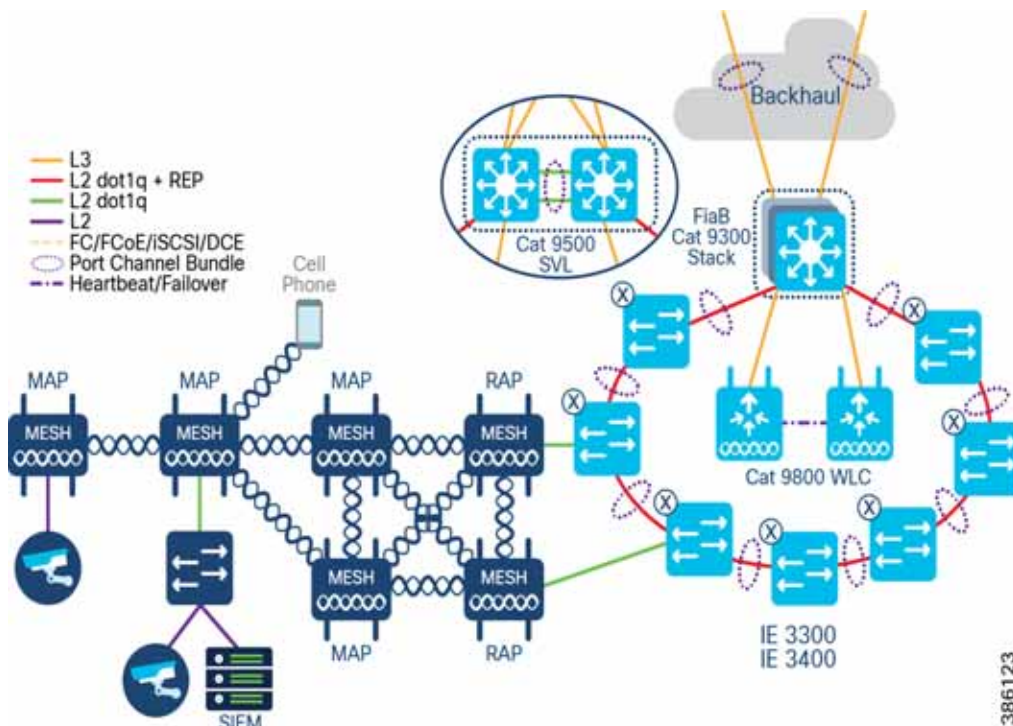 Backhaul
L3
L2 dot1q + REP
L2 dot1q
L2
FC/FCoE/iSCSI/DCE
Port Channel Bundle
Heartbeat/Failover
Cat 9500
SVL
FiaB
Cat 9300
Stack
Cell
Phone
X
X
MAP
MAP
MAP
RAP
X
X
MESH
MESH
MESH
MESH
Cat 9800 WLC
X
X
X
MESH
MESH
MAP
RAP
IE 3300
IE 3400
SIEM
386123